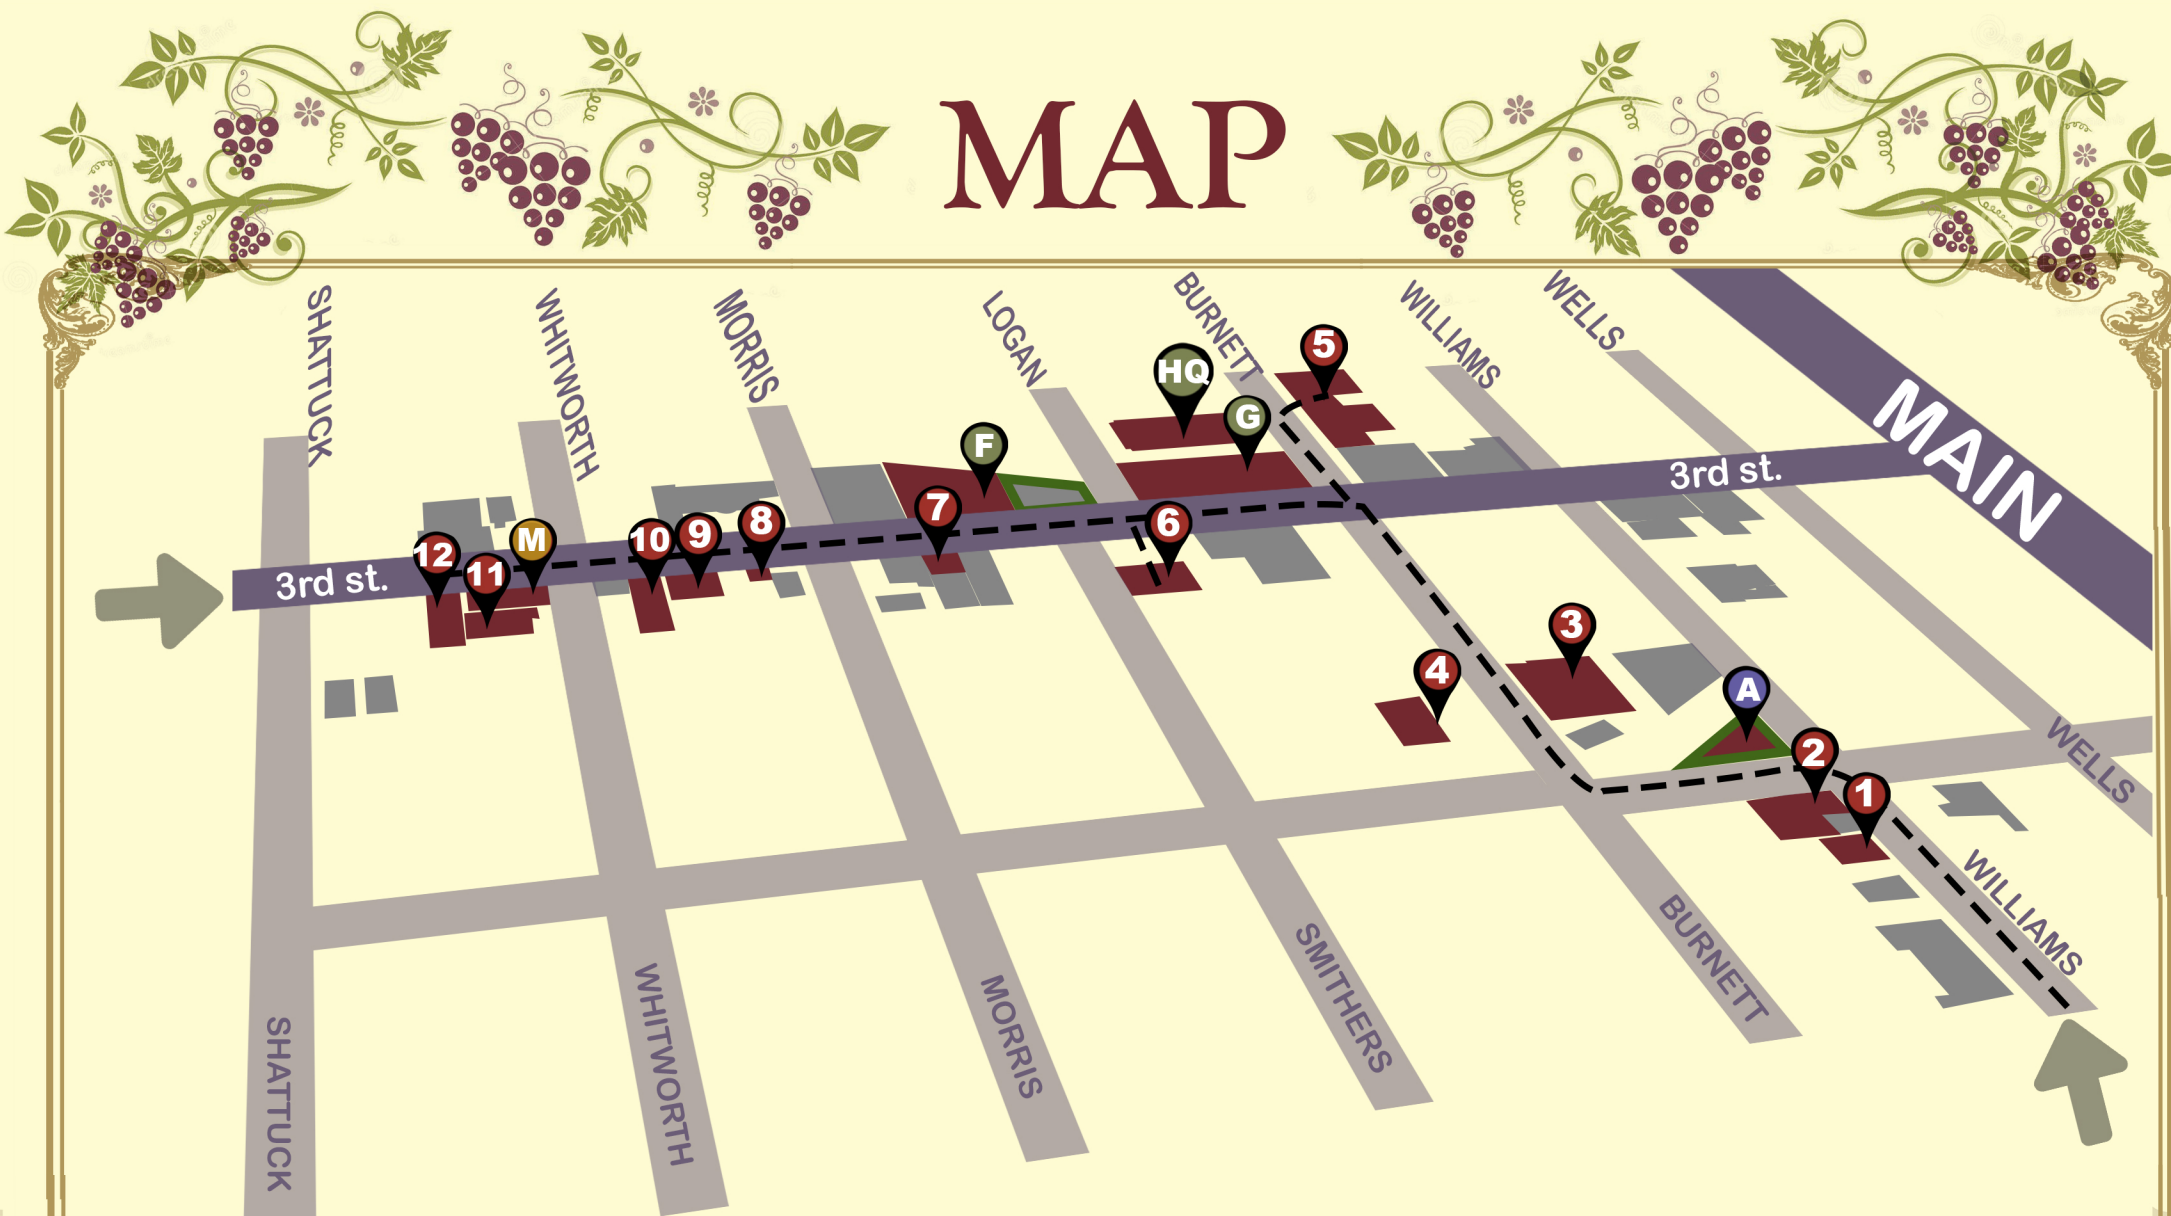 MAP
SHATTUCK
WHITWORTH
MORRIS
LOGAN
BURNETT
WILLIAMS
WELLS
MAIN
5
HQ
G
F
3rd st.
7
6
8
9
10
M
12
11
3rd st.
3
4
A
2
1
WELLS
WILLIAMS
BURNETT
SMITHERS
MORRIS
WHITWORTH
SHATTUCK